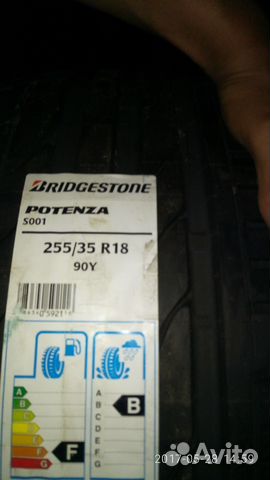 BRIDGESTONE
POTENZA
S001
255/35 R18
90Y
A
B
C
D
E
F
G
F
A
B
C
B
2017-05-28 14:59
Avito